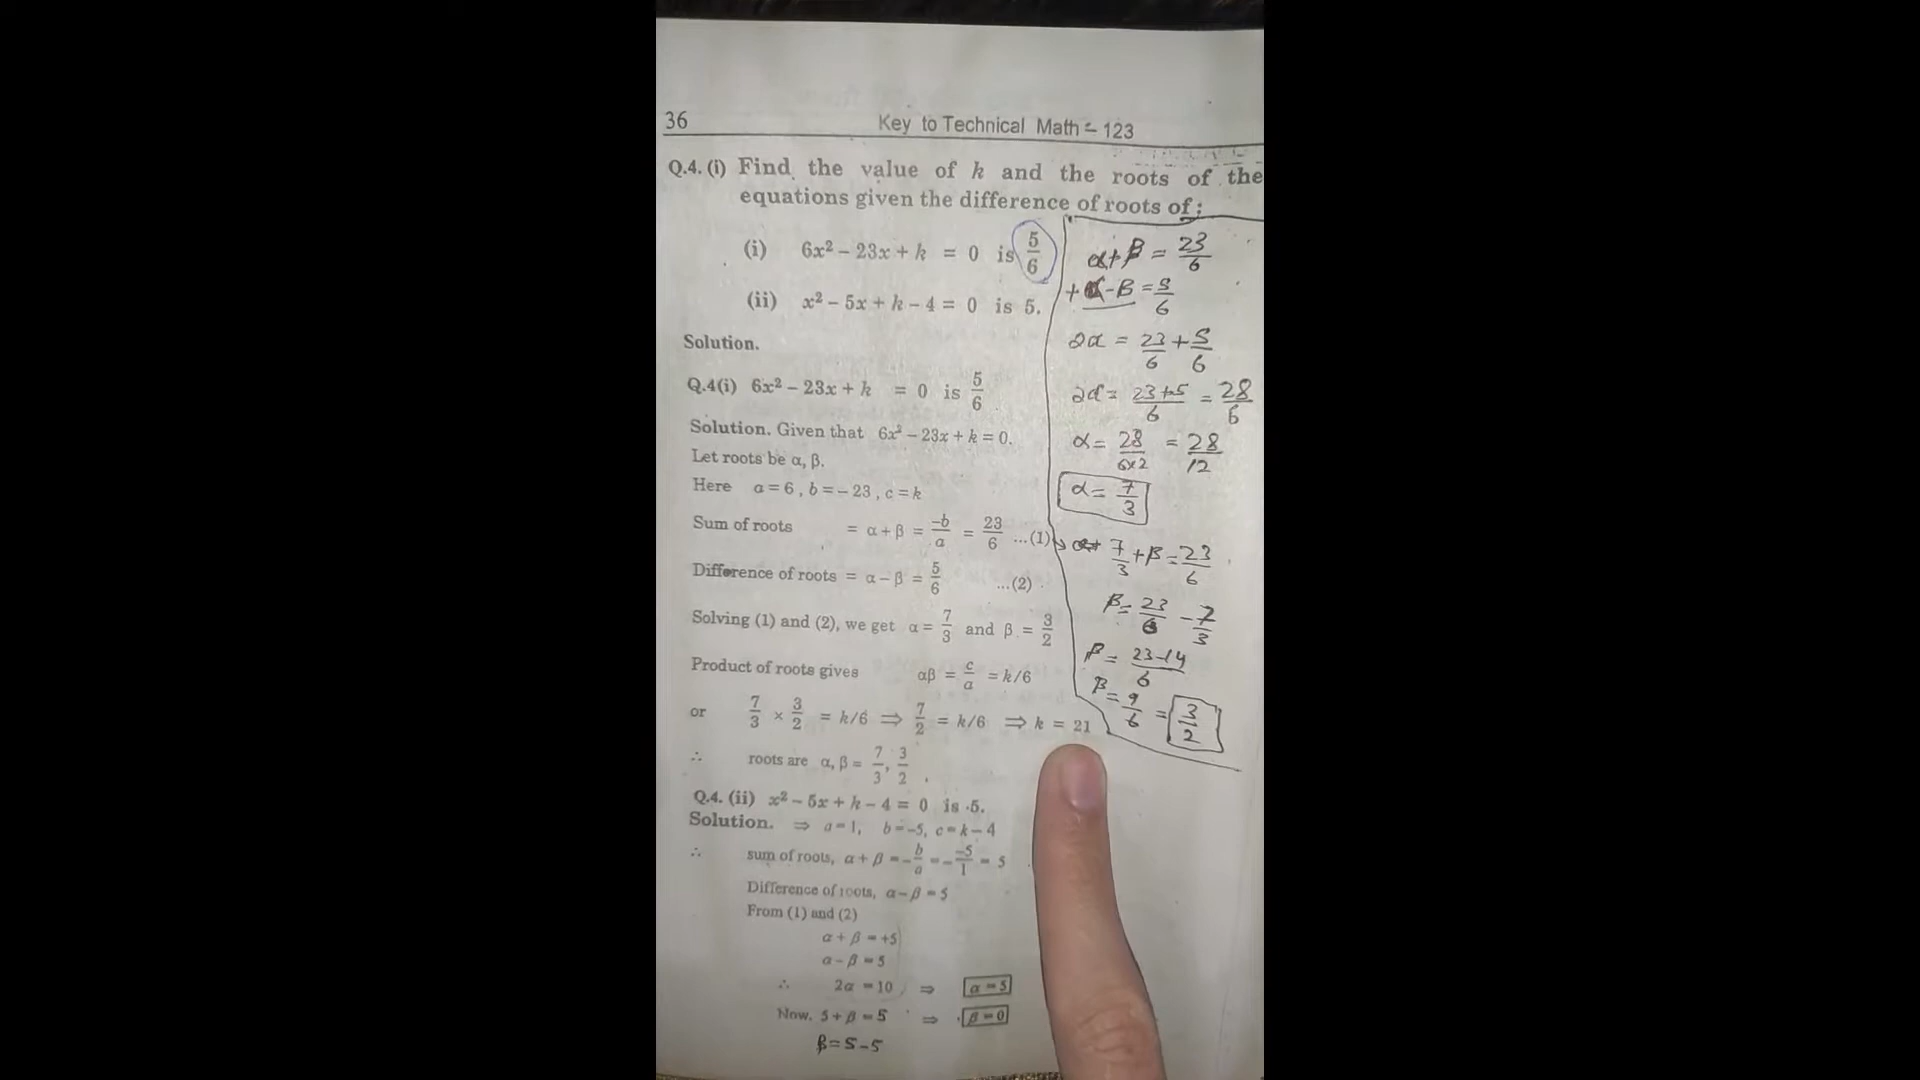 36 Key to Technical Math - 123
Q.4. (i) Find the value of k and the roots of the
equations given the difference of roots of :
(i) 6x² – 23x + k = 0 is 5/6
(ii) x² – 5x + k – 4 = 0 is 5.
Solution.
Q.4(i) 6x² – 23x + k = 0 is 5/6
Solution. Given that 6x² – 23x + k = 0.
Let roots be α, β.
Here a = 6 , b = – 23 , c = k
Sum of roots = α + β = -b/a = 23/6 ...(1)
Difference of roots = α – β = 5/6 ...(2)
Solving (1) and (2), we get α = 7/3 and β = 3/2
Product of roots gives αβ = c/a = k/6
or 7/3 × 3/2 = k/6 ⇒ 7/2 = k/6 ⇒ k = 21
∴ roots are α, β = 7/3, 3/2
Q.4. (ii) x² – 5x + k – 4 = 0 is 5.
Solution. ⇒ a = 1, b = –5, c = k – 4
∴ sum of roots, α + β = – b/a = – -5/1 = 5
Difference of roots, α – β = 5
From (1) and (2)
α + β = +5
α – β = 5
∴ 2α = 10 ⇒ α = 5
Now, 5 + β = 5 ⇒ β = 0
β = 5 - 5
α + β = 23/6
+ α - β = 5/6
2α = 23/6 + 5/6
2α = 23+5/6 = 28/6
α = 28/6×2 = 28/12
α = 7/3
7/3 + β = 23/6
β = 23/6 - 7/3
β = 23-14/6
β = 9/6 = 3/2